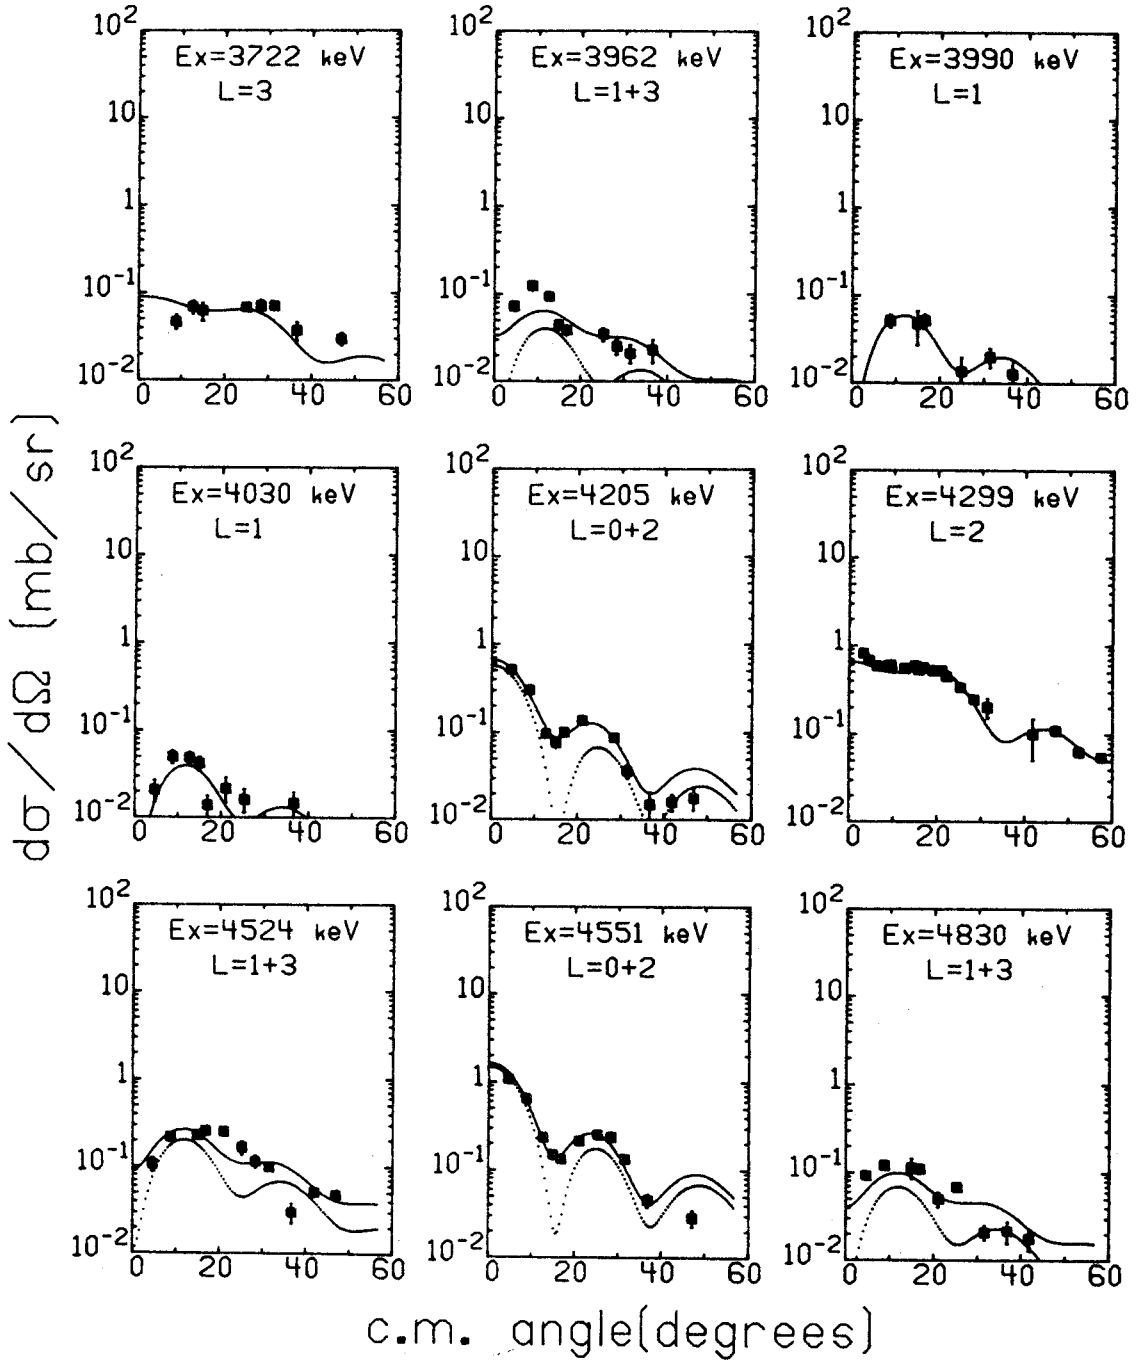 Ex=3722 keV
L=3
10²
10
1
10⁻¹
10⁻²
0 20 40 60
Ex=3962 keV
L=1+3
10²
10
1
10⁻¹
10⁻²
0 20 40 60
Ex=3990 keV
L=1
10²
10
1
10⁻¹
10⁻²
0 20 40 60
dσ/dΩ (mb/sr)
Ex=4030 keV
L=1
10²
10
1
10⁻¹
10⁻²
0 20 40 60
Ex=4205 keV
L=0+2
10²
10
1
10⁻¹
10⁻²
0 20 40 60
Ex=4299 keV
L=2
10²
10
1
10⁻¹
10⁻²
0 20 40 60
Ex=4524 keV
L=1+3
10²
10
1
10⁻¹
10⁻²
0 20 40 60
Ex=4551 keV
L=0+2
10²
10
1
10⁻¹
10⁻²
0 20 40 60
Ex=4830 keV
L=1+3
10²
10
1
10⁻¹
10⁻²
0 20 40 60
c.m. angle(degrees)